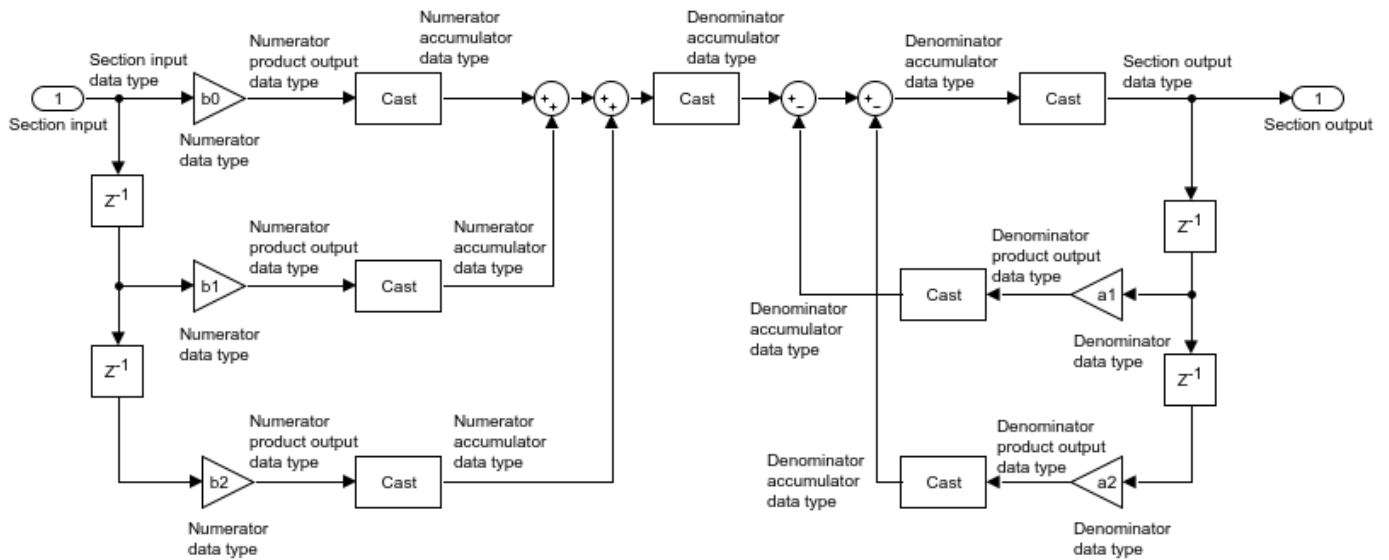 Numerator
accumulator
data type
Denominator
accumulator
data type
Numerator
product output
data type
Denominator
accumulator
data type
Section input
data type
Section output
data type
1
b0
Cast
+
+
+
+
Cast
+
−
+
−
Cast
1
Section input
Section output
Numerator
data type
Z-1
Z-1
Numerator
product output
data type
Numerator
accumulator
data type
Denominator
product output
data type
b1
Cast
Cast
a1
Numerator
data type
Denominator
accumulator
data type
Denominator
data type
Z-1
Z-1
Numerator
product output
data type
Numerator
accumulator
data type
Denominator
accumulator
data type
Denominator
product output
data type
b2
Cast
Cast
a2
Numerator
data type
Denominator
data type